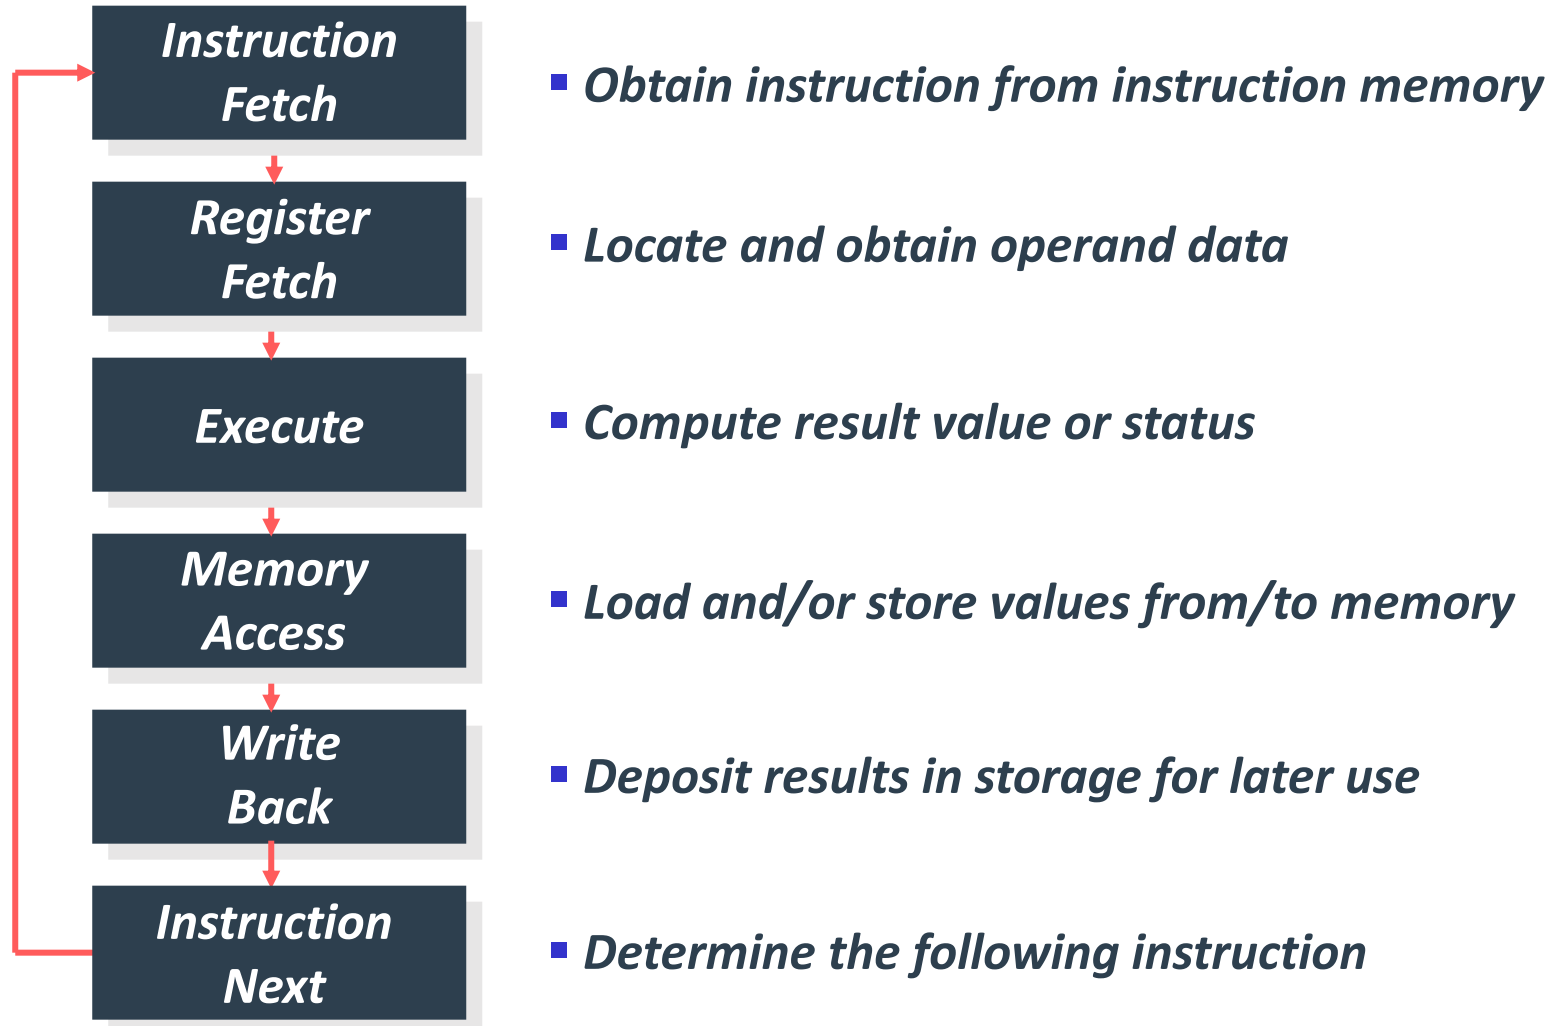 Instruction
Fetch
Obtain instruction from instruction memory
Register
Fetch
Locate and obtain operand data
Execute
Compute result value or status
Memory
Access
Load and/or store values from/to memory
Write
Back
Deposit results in storage for later use
Instruction
Next
Determine the following instruction